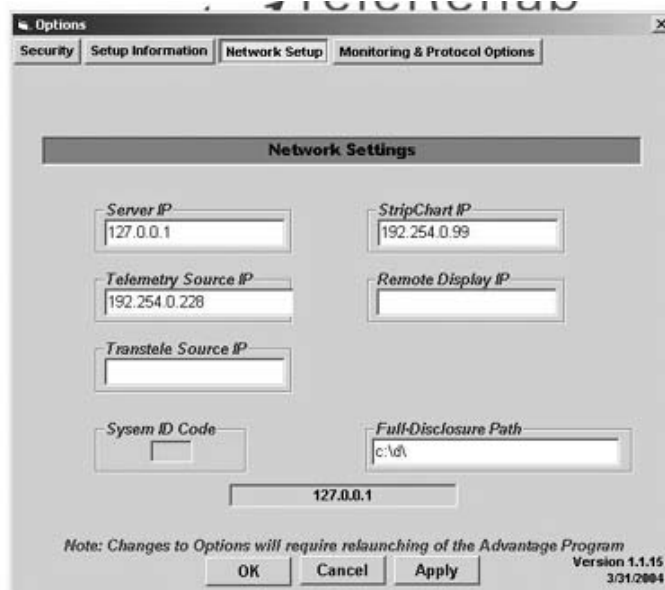 TeleRehab
Options
Security Setup Information Network Setup Monitoring & Protocol Options
Network Settings
Server IP
127.0.0.1
StripChart IP
192.254.0.99
Telemetry Source IP
192.254.0.228
Remote Display IP
Transtele Source IP
Sysem ID Code
Full-Disclosure Path
c:\d\
127.0.0.1
Note: Changes to Options will require relaunching of the Advantage Program
OK Cancel Apply
Version 1.1.15
3/31/2004